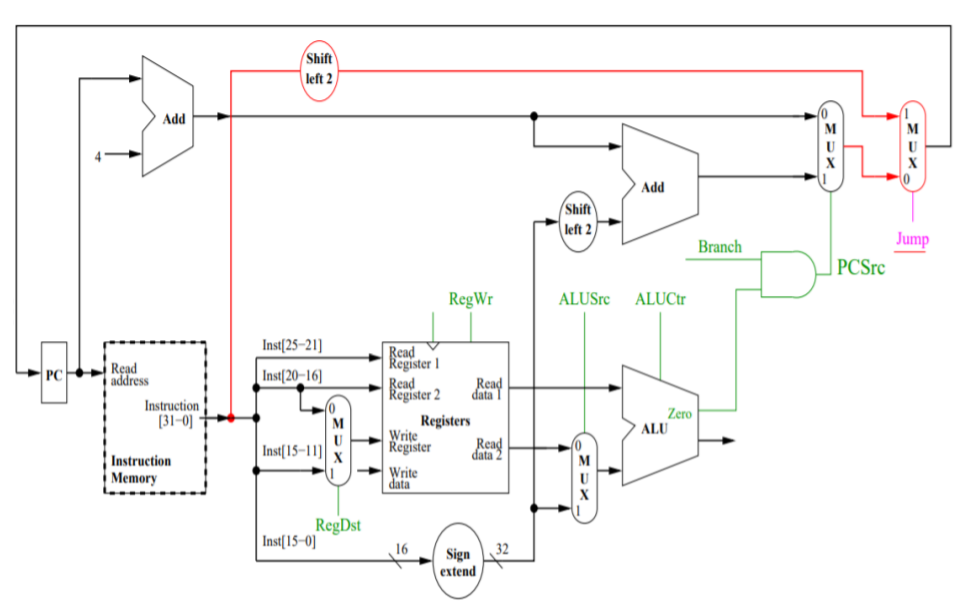 Shift
left 2
Add
4
0
M
U
X
1
1
M
U
X
0
Add
Shift
left 2
Jump
Branch
PCSrc
RegWr
ALUSrc
ALUCtr
PC
Read
address
Instruction
[31-0]
Instruction
Memory
Inst[25-21]
Inst[20-16]
Inst[15-11]
Inst[15-0]
0
M
U
X
1
RegDst
Read
Register 1
Read
Register 2
Write
Register
Write
data
Registers
Read
data 1
Read
data 2
0
M
U
X
1
Zero
ALU
16
Sign
extend
32